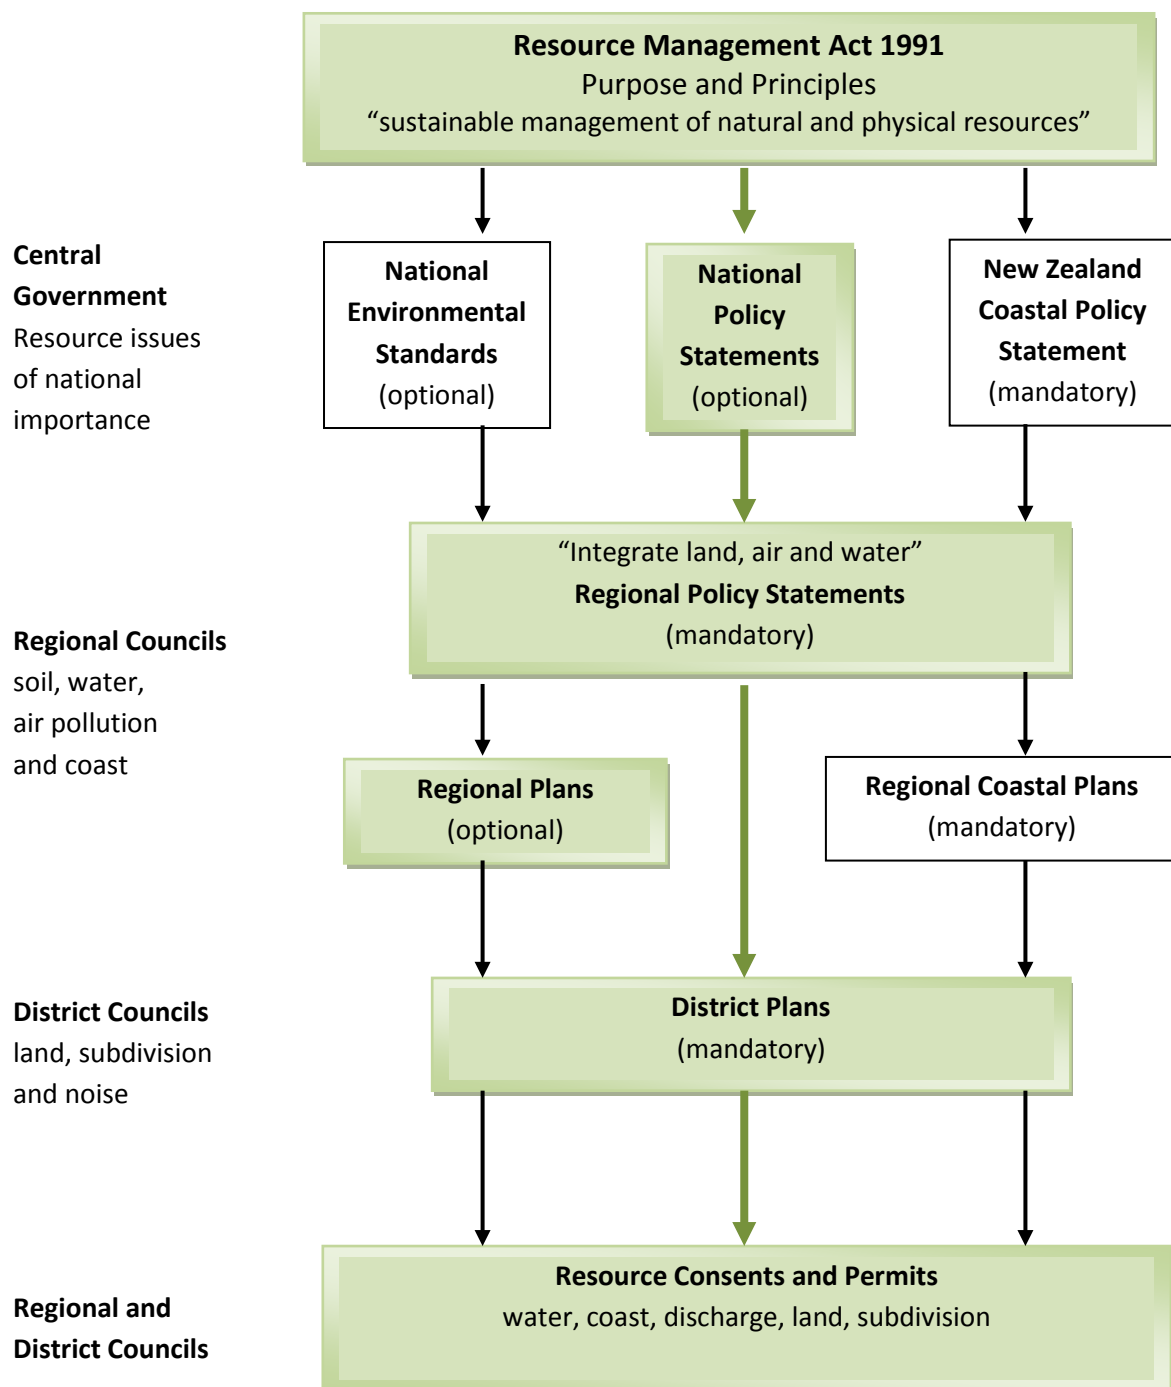 Resource Management Act 1991
Purpose and Principles
“sustainable management of natural and physical resources”
Central
Government
Resource issues
of national
importance
National
Environmental
Standards
(optional)
National
Policy
Statements
(optional)
New Zealand
Coastal Policy
Statement
(mandatory)
“Integrate land, air and water”
Regional Policy Statements
(mandatory)
Regional Councils
soil, water,
air pollution
and coast
Regional Plans
(optional)
Regional Coastal Plans
(mandatory)
District Councils
land, subdivision
and noise
District Plans
(mandatory)
Regional and
District Councils
Resource Consents and Permits
water, coast, discharge, land, subdivision